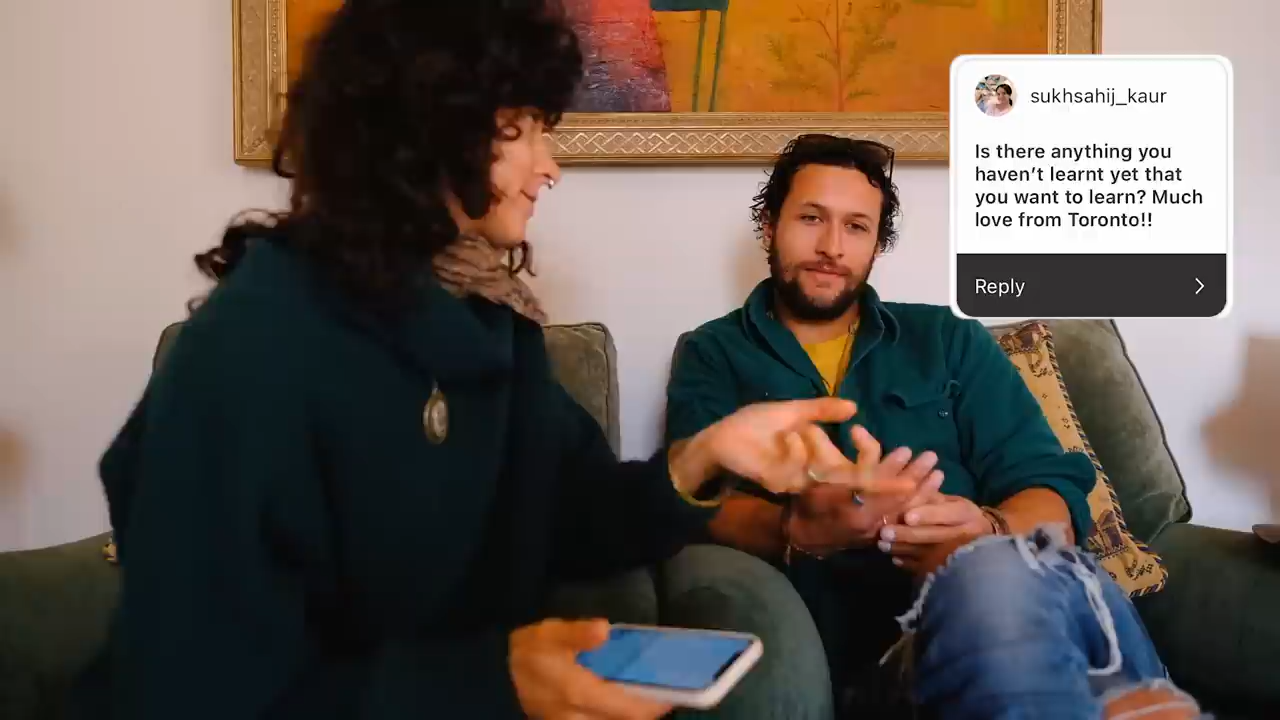 sukhsahij_kaur
Is there anything you
haven’t learnt yet that
you want to learn? Much
love from Toronto!!
Reply